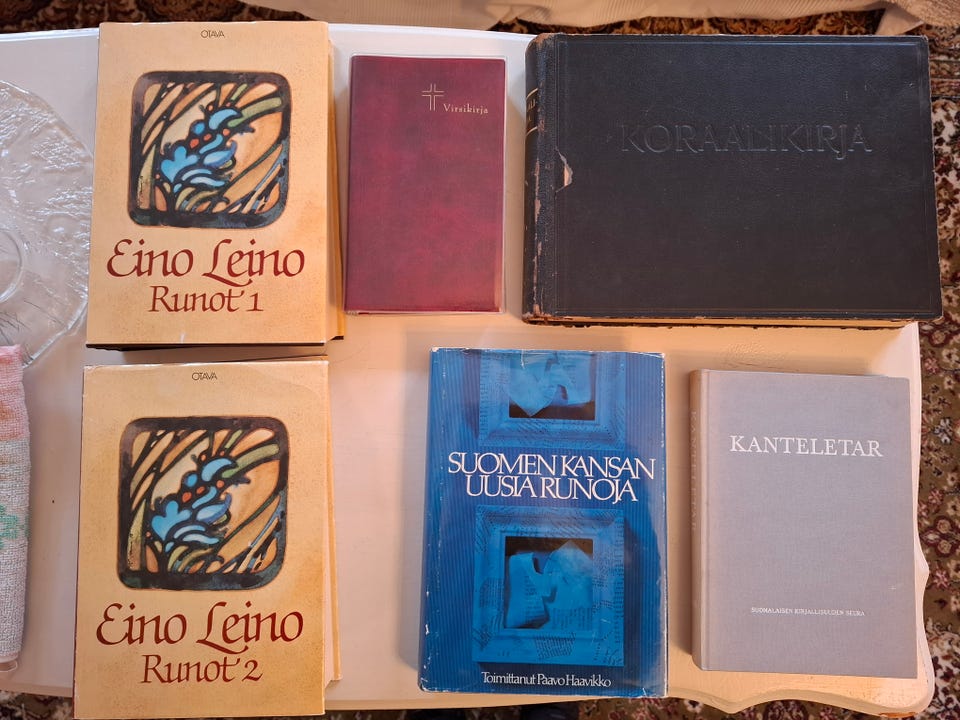 OTAVA
Eino Leino
Runot 1
Virsikirja
KORAALIKIRJA
OTAVA
Eino Leino
Runot 2
SUOMEN KANSAN
UUSIA RUNOJA
Toimittanut Paavo Haavikko
KANTELETAR
KANTELETAR
SUOMALAISEN KIRJALLISUUDEN SEURA